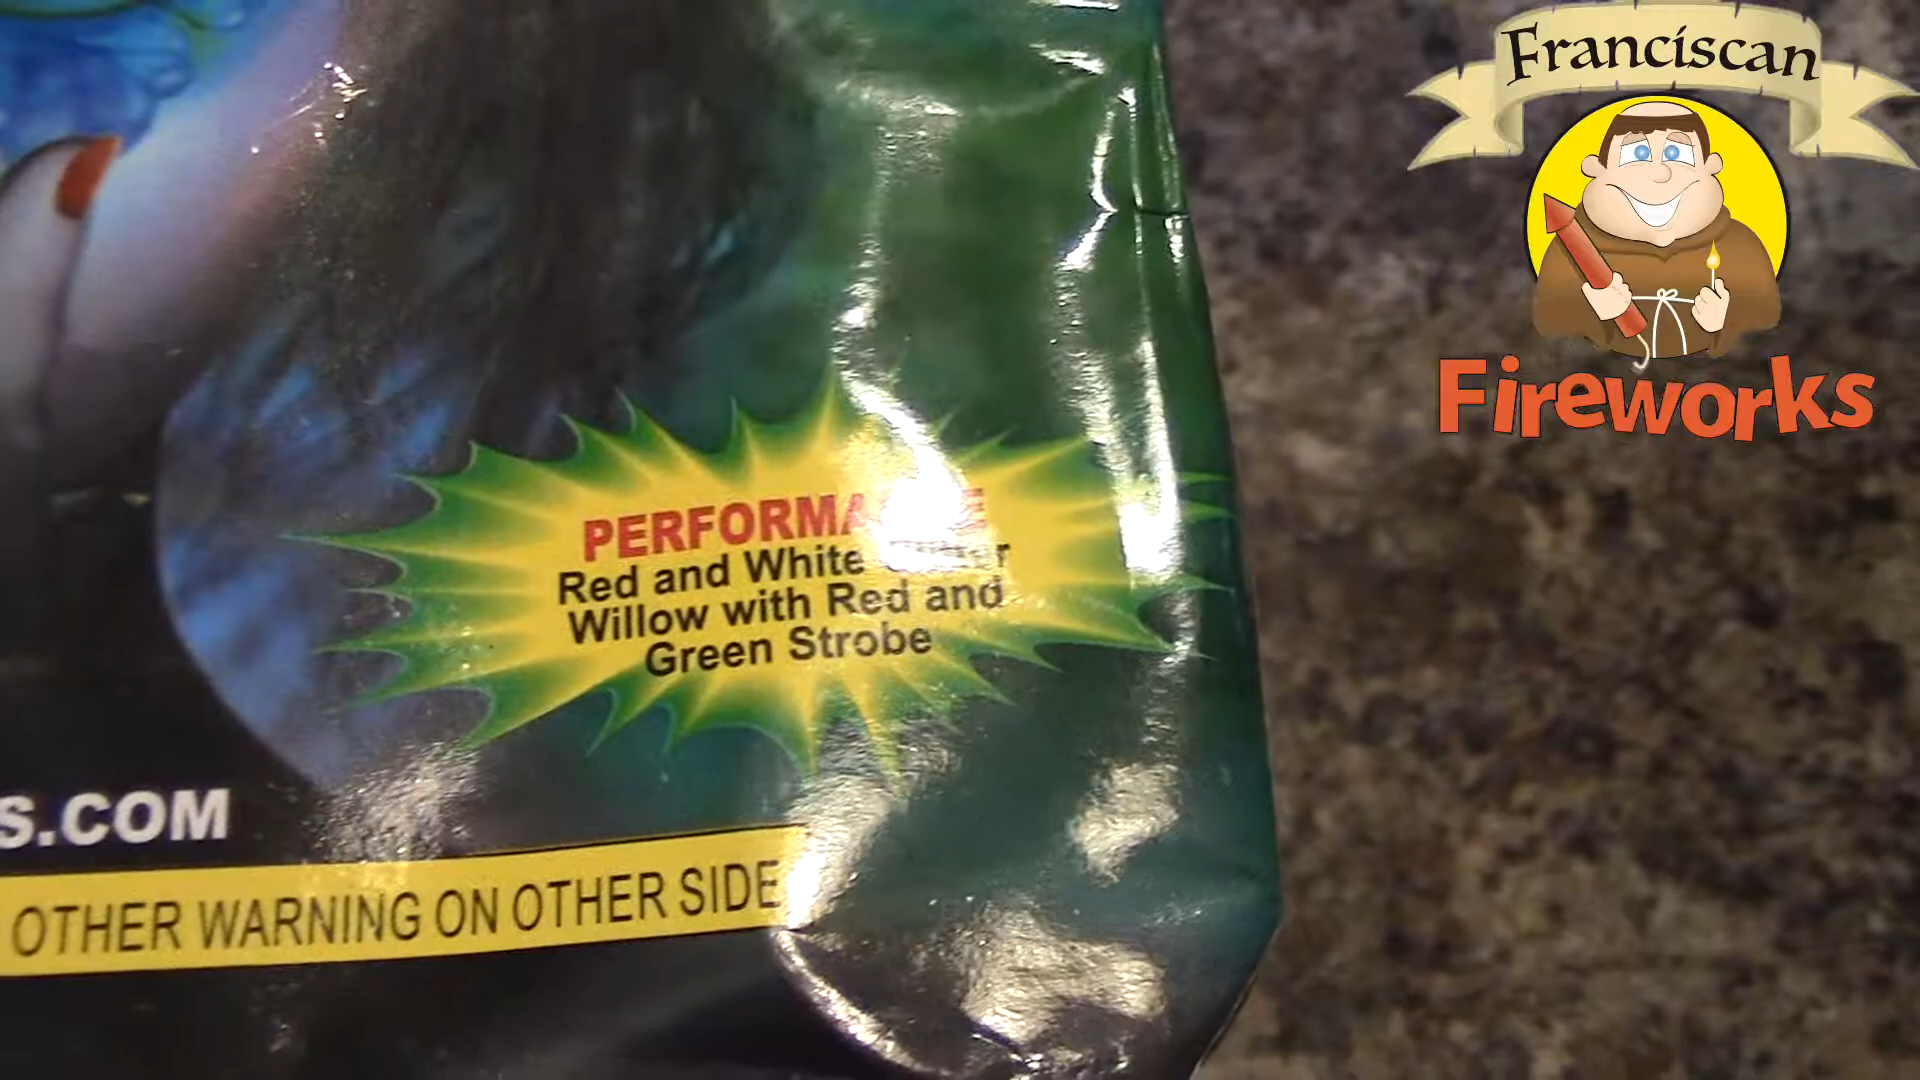 Franciscan
Fireworks
PERFORMANCE
Red and White Glitter
Willow with Red and
Green Strobe
S.COM
OTHER WARNING ON OTHER SIDE